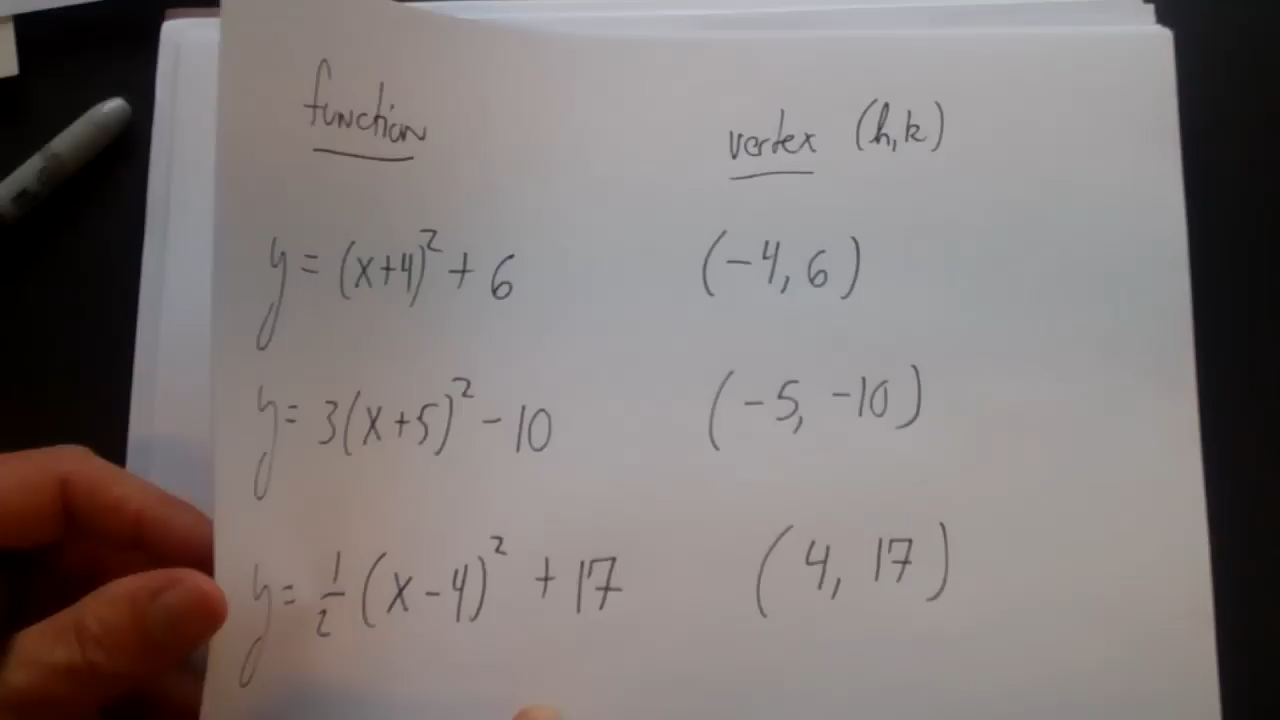 function vertex (h,k)
y = (x+4)² + 6 (-4, 6)
y = 3(x+5)² - 10 (-5, -10)
y = 1/2 (x-4)² + 17 (4, 17)